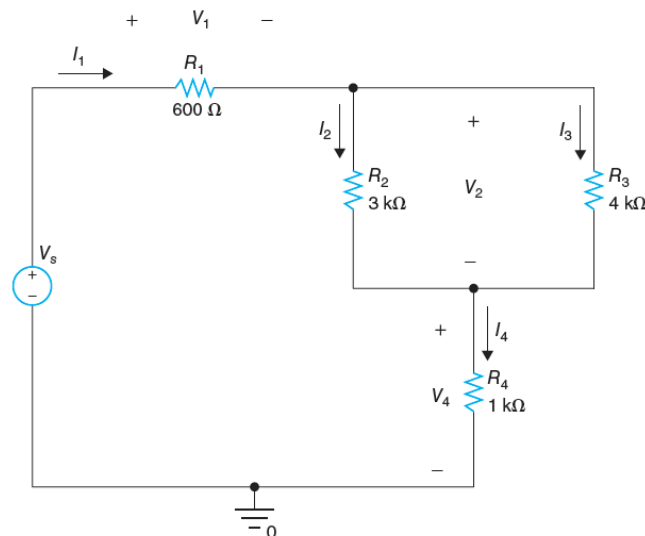 + V₁ −
I₁
R₁
600 Ω
I₂
+
I₃
R₂
3 kΩ
V₂
R₃
4 kΩ
Vₛ
+
−
−
+
I₄
V₄
R₄
1 kΩ
−
0